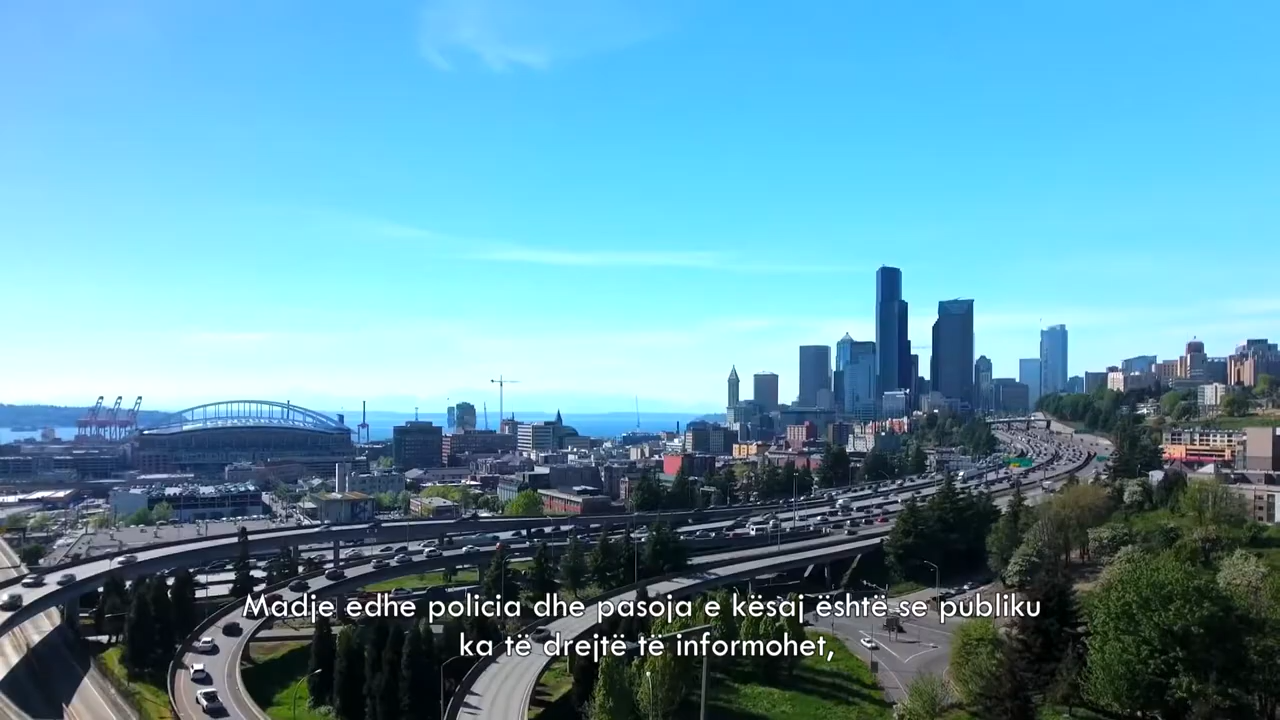 Madje edhe policia dhe pasoja e kësaj është se publiku
ka të drejtë të informohet,